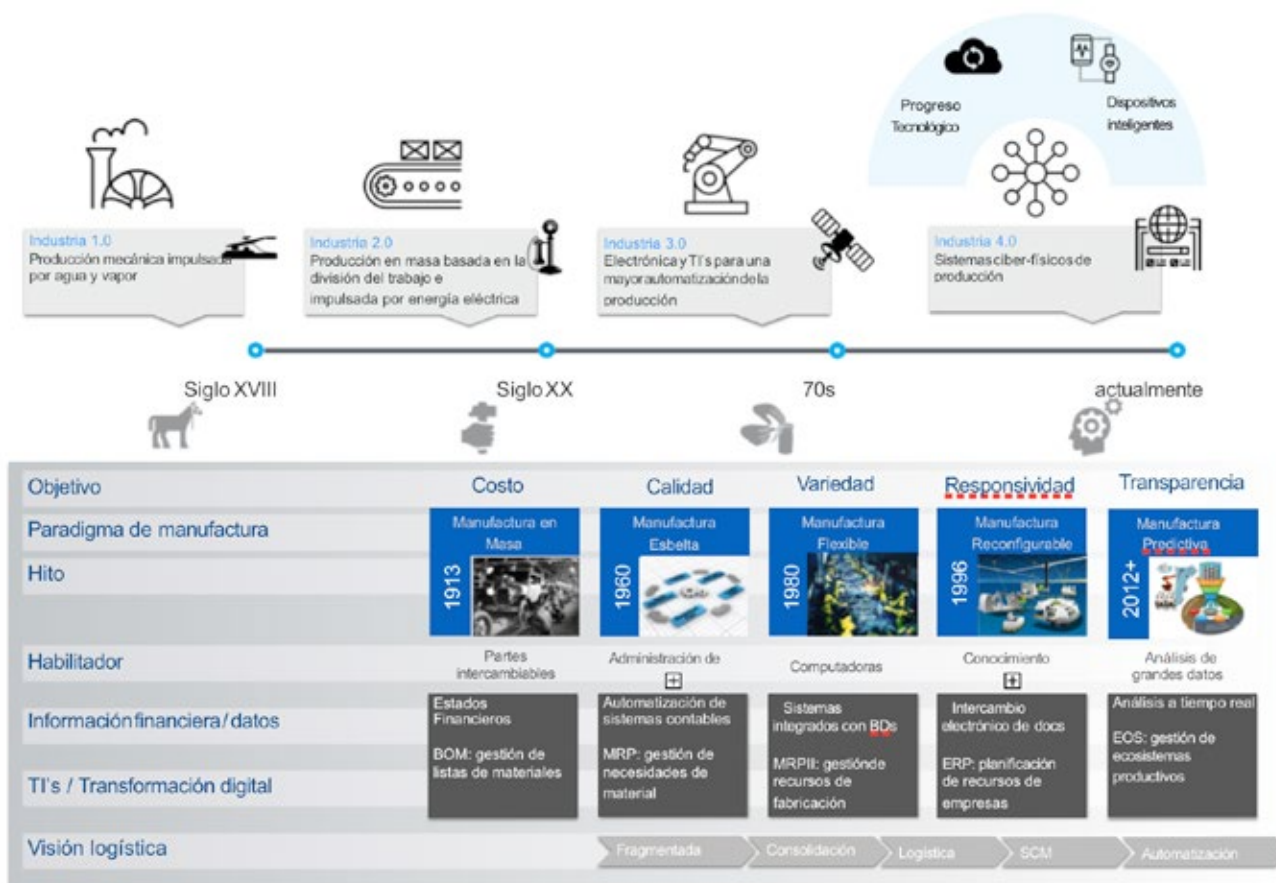 Progreso
Tecnológico
Dispositivos
inteligentes
Industria 1.0
Producción mecánica impulsada
por agua y vapor
Industria 2.0
Producción en masa basada en la
división del trabajo e
impulsada por energía eléctrica
Industria 3.0
Electrónica y TI's para una
mayor automatización de la
producción
Industria 4.0
Sistemas ciber-físicos de
producción
Siglo XVIII
Siglo XX
70s
actualmente
Objetivo
Costo
Calidad
Variedad
Responsividad
Transparencia
Paradigma de manufactura
Manufactura en
Masa
Manufactura
Esbelta
Manufactura
Flexible
Manufactura
Reconfigurable
Manufactura
Predictiva
Hito
1913
1960
1980
1996
2012+
Habilitador
Partes
intercambiables
Administración de
Computadoras
Conocimiento
Análisis de
grandes datos
Información financiera/datos
Estados
Financieros
Automatización de
sistemas contables
Sistemas
integrados con BDs
Intercambio
electrónico de docs
Análisis a tiempo real
TI's / Transformación digital
BOM: gestión de
listas de materiales
MRP: gestión de
necesidades de
material
MRPII: gestión de
recursos de
fabricación
ERP: planificación
de recursos de
empresas
EOS: gestión de
ecosistemas
productivos
Visión logística
Fragmentada
Consolidación
Logística
SCM
Automatización